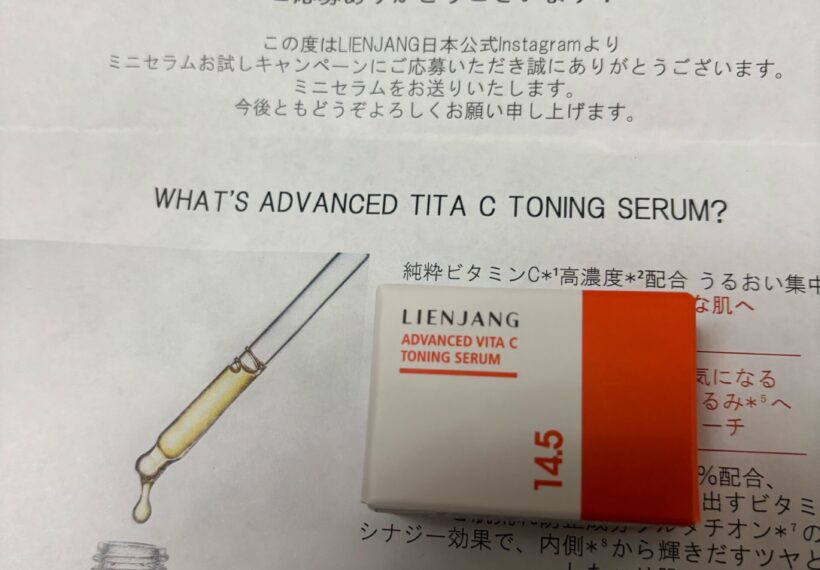 この度はLIENJANG日本公式Instagramより
ミニセラムお試しキャンペーンにご応募いただき誠にありがとうございます。
ミニセラムをお送りいたします。
今後ともどうぞよろしくお願い申し上げます。
WHAT'S ADVANCED TITA C TONING SERUM?
純粋ビタミンC*¹高濃度*²配合 うるおい集中
な肌へ
LIENJANG
ADVANCED VITA C
TONING SERUM
14.5
気になる
るみ*⁵へ
ーチ
%配合、
出すビタミ
チオン*⁷の
シナジー効果で、内側*⁸から輝きだすツヤと